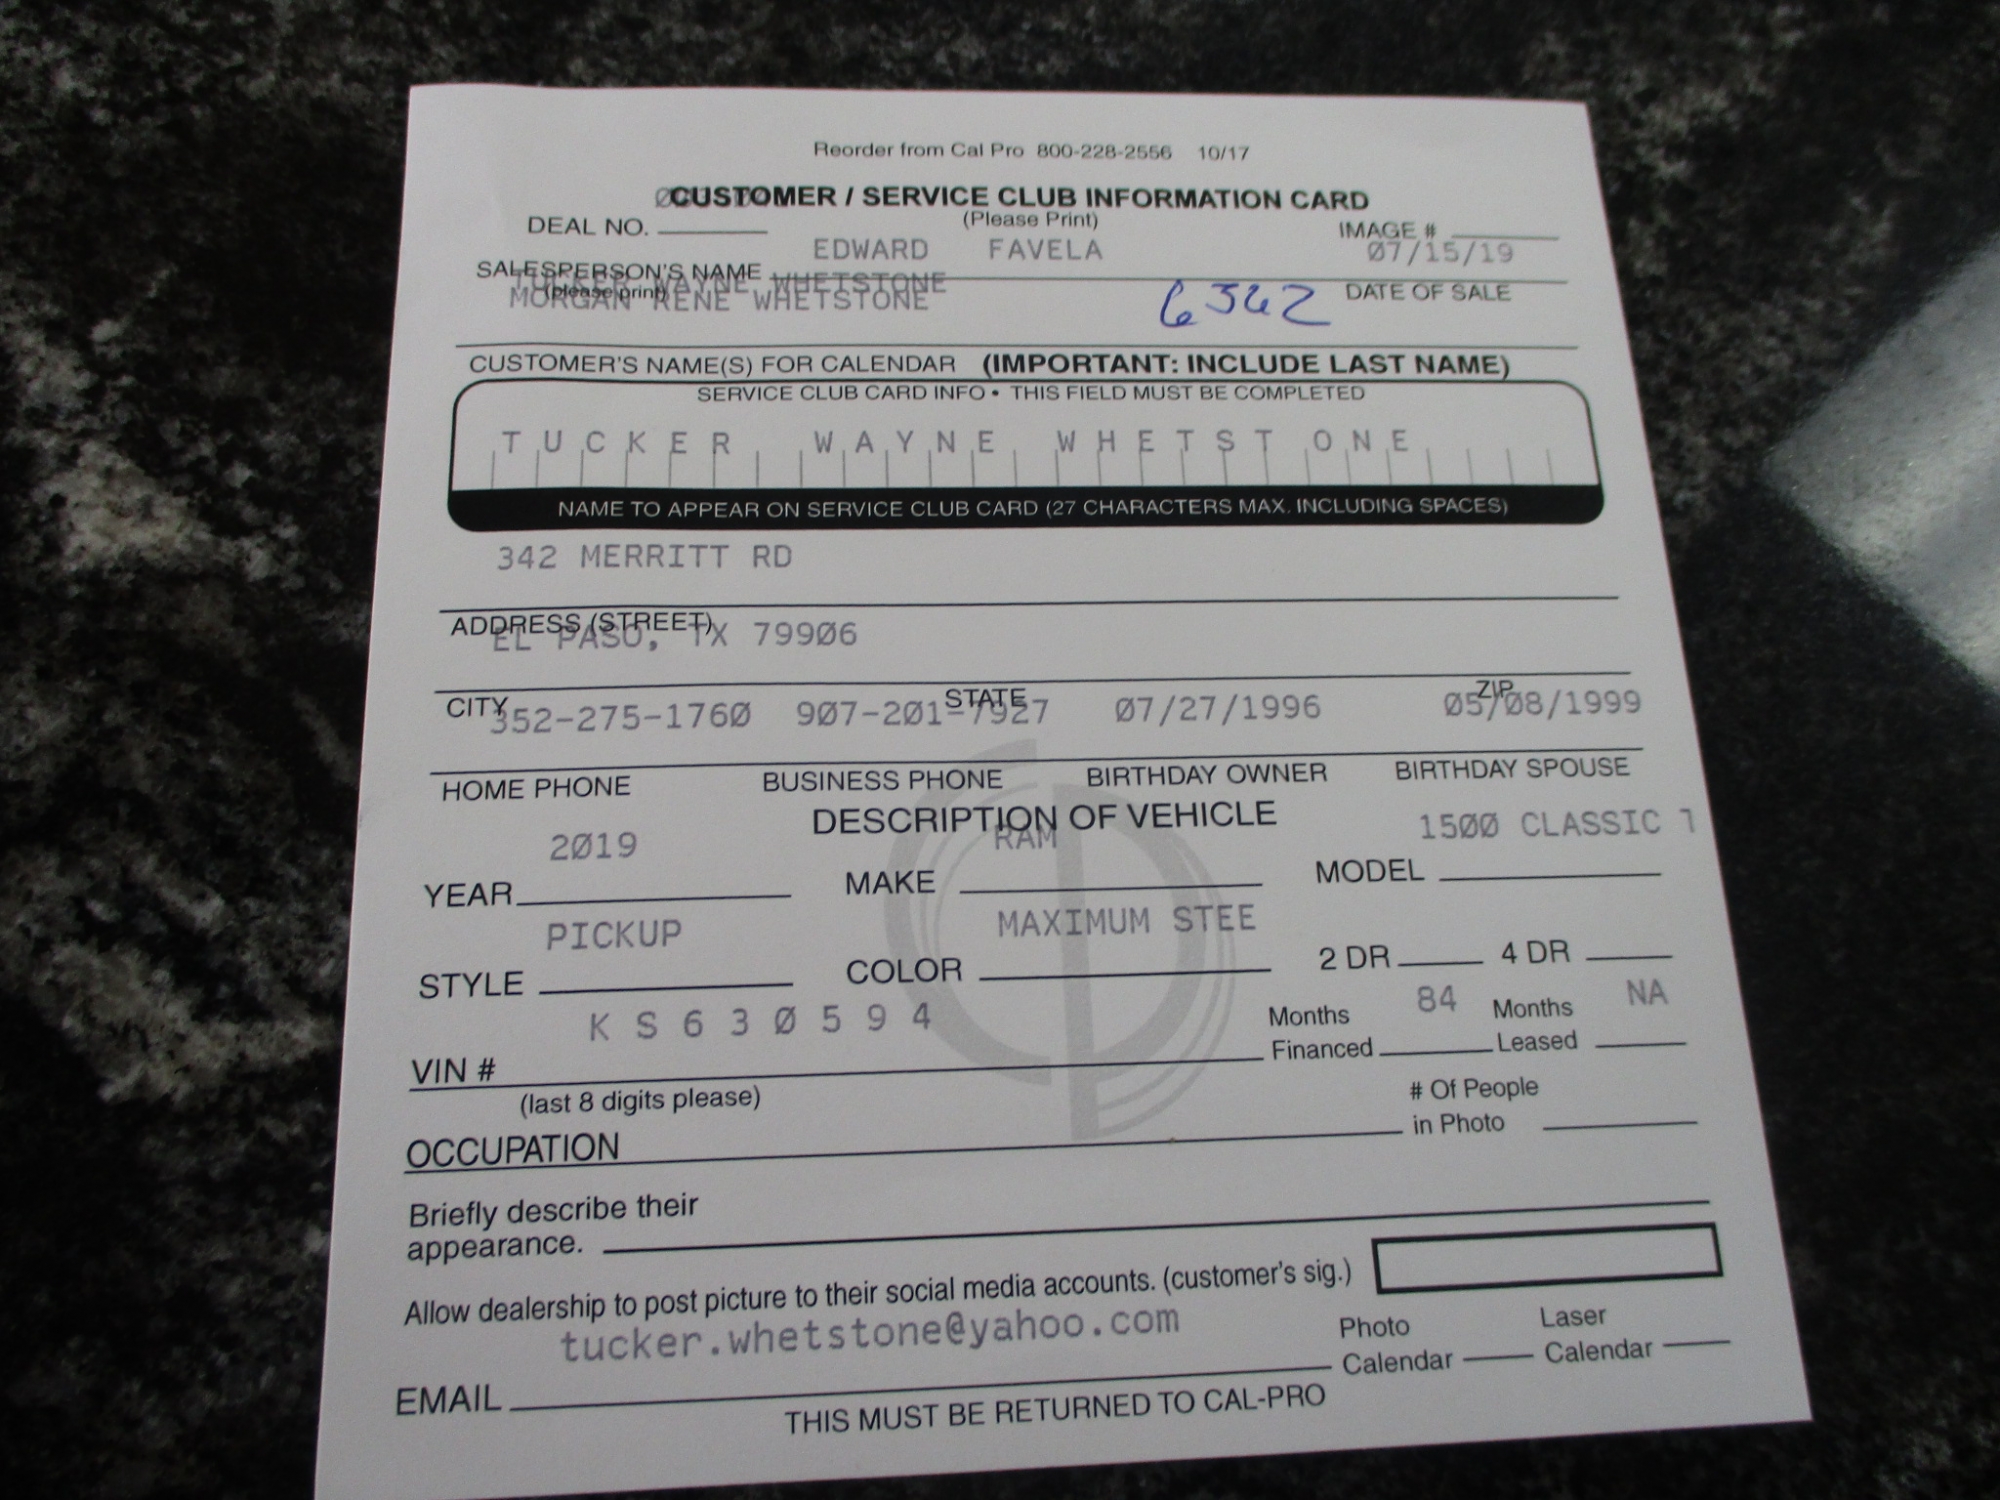 Reorder from Cal Pro 800-228-2556 10/17
CUSTOMER / SERVICE CLUB INFORMATION CARD
DEAL NO. (Please Print) IMAGE #
EDWARD FAVELA 07/15/19
SALESPERSON'S NAME
TUCKER WAYNE WHETSTONE
(please print) DATE OF SALE
MORGAN RENE WHETSTONE 6362
CUSTOMER'S NAME(S) FOR CALENDAR (IMPORTANT: INCLUDE LAST NAME)
SERVICE CLUB CARD INFO • THIS FIELD MUST BE COMPLETED
TUCKER WAYNE WHETSTONE
NAME TO APPEAR ON SERVICE CLUB CARD (27 CHARACTERS MAX. INCLUDING SPACES)
342 MERRITT RD
ADDRESS (STREET)
EL PASO, TX 79906
CITY STATE ZIP
352-275-1760 907-201-7927 07/27/1996 05/08/1999
HOME PHONE BUSINESS PHONE BIRTHDAY OWNER BIRTHDAY SPOUSE
DESCRIPTION OF VEHICLE
2019 RAM 1500 CLASSIC T
YEAR MAKE MODEL
PICKUP MAXIMUM STEE
STYLE COLOR 2 DR 4 DR
KS630594 84 NA
Months Months
VIN # Financed Leased
(last 8 digits please) # Of People
OCCUPATION in Photo
Briefly describe their
appearance.
Allow dealership to post picture to their social media accounts. (customer's sig.)
tucker.whetstone@yahoo.com Photo Laser
EMAIL Calendar Calendar
THIS MUST BE RETURNED TO CAL-PRO